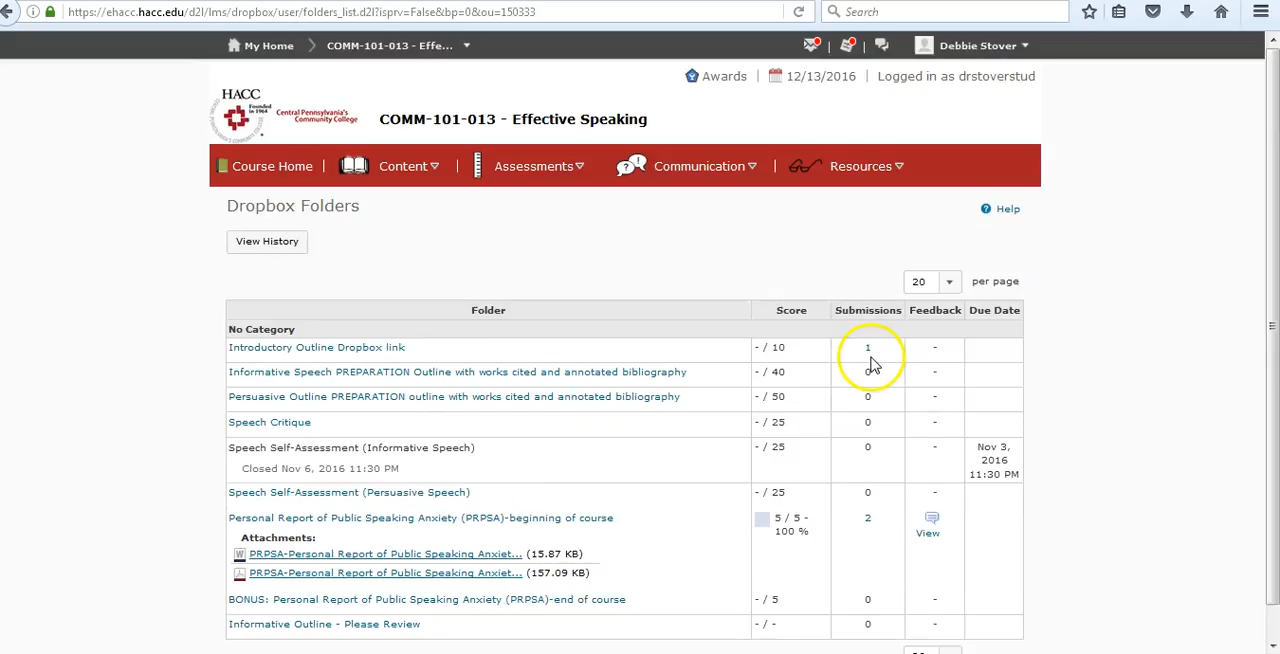 https://ehacc.hacc.edu/d2l/lms/dropbox/user/folders_list.d2l?isprv=False&bp=0&ou=150333
Search
My Home
COMM-101-013 - Effe...
Debbie Stover
Awards | 12/13/2016 | Logged in as drstoverstud
HACC
Founded in 1964
Central Pennsylvania's
Community College
COMM-101-013 - Effective Speaking
Course Home | Content | Assessments Communication | Resources
Dropbox Folders
Help
View History
20 per page
Folder Score Submissions Feedback Due Date
No Category
Introductory Outline Dropbox link - / 10 1 -
Informative Speech PREPARATION Outline with works cited and annotated bibliography - / 40 0 -
Persuasive Outline PREPARATION outline with works cited and annotated bibliography - / 50 0 -
Speech Critique - / 25 0 -
Speech Self-Assessment (Informative Speech) - / 25 0 - Nov 3,
2016
Closed Nov 6, 2016 11:30 PM
11:30 PM
Speech Self-Assessment (Persuasive Speech) - / 25 0 -
Personal Report of Public Speaking Anxiety (PRPSA)-beginning of course 5 / 5 - 2
100 % View
Attachments:
PRPSA-Personal Report of Public Speaking Anxiet... (15.87 KB)
PRPSA-Personal Report of Public Speaking Anxiet... (157.09 KB)
BONUS: Personal Report of Public Speaking Anxiety (PRPSA)-end of course - / 5 0 -
Informative Outline - Please Review - / - 0 -